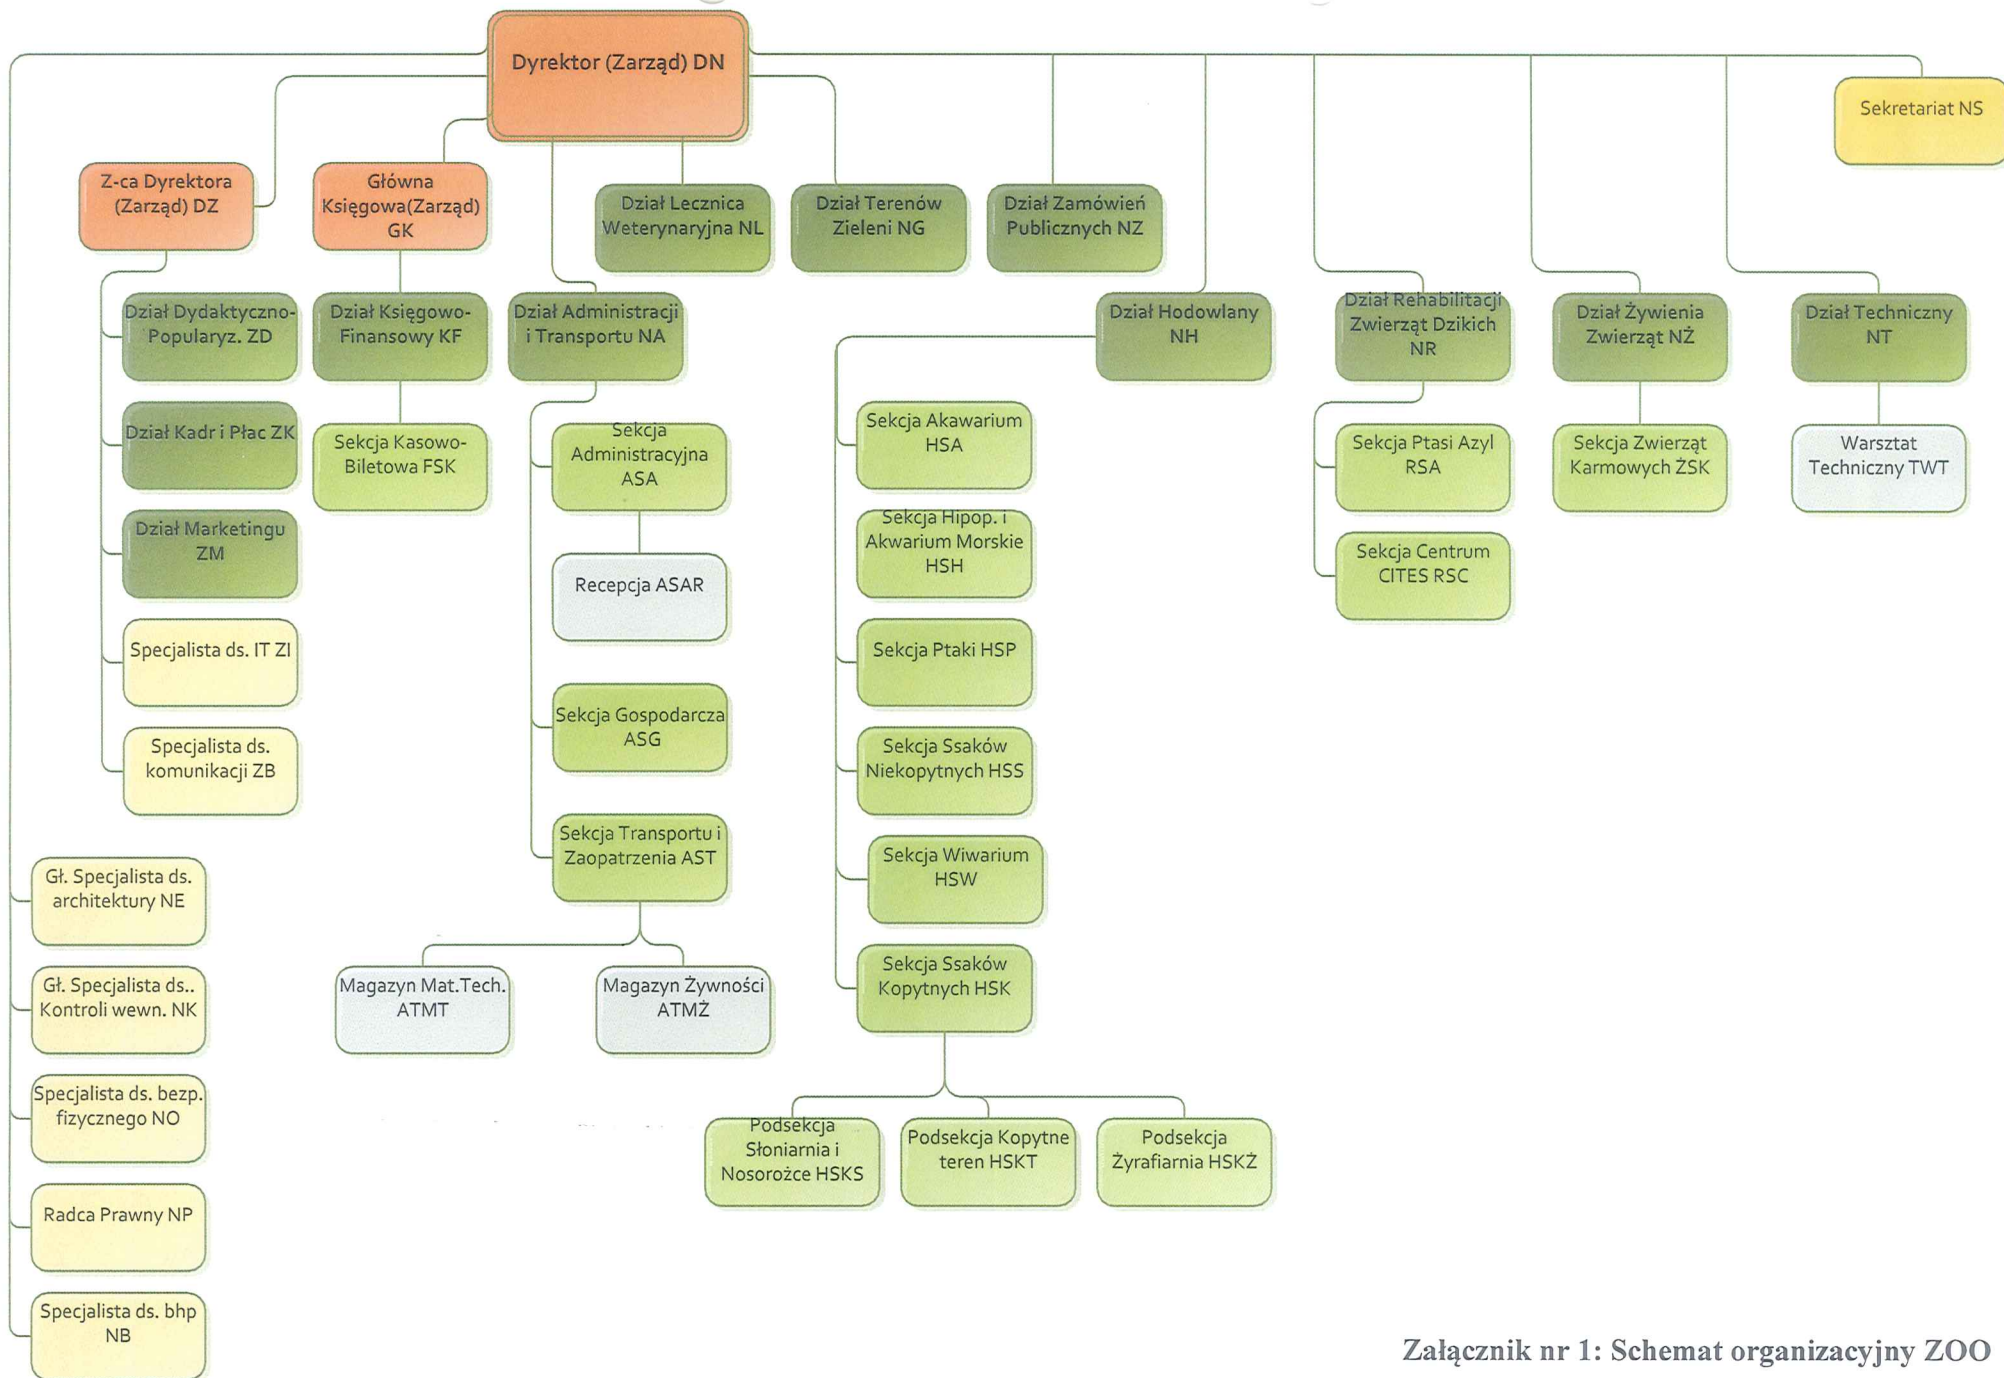 Dyrektor (Zarząd) DN
Sekretariat NS
Z-ca Dyrektora
(Zarząd) DZ
Główna
Księgowa(Zarząd)
GK
Dział Lecznica
Weterynaryjna NL
Dział Terenów
Zieleni NG
Dział Zamówień
Publicznych NZ
Dział Dydaktyczno-
Popularyz. ZD
Dział Księgowo-
Finansowy KF
Dział Administracji
i Transportu NA
Dział Hodowlany
NH
Dział Rehabilitacji
Zwierząt Dzikich
NR
Dział Żywienia
Zwierząt NŻ
Dział Techniczny
NT
Dział Kadr i Płac ZK
Dział Marketingu
ZM
Specjalista ds. IT ZI
Specjalista ds.
komunikacji ZB
Sekcja Kasowo-
Biletowa FSK
Sekcja
Administracyjna
ASA
Recepcja ASAR
Sekcja Gospodarcza
ASG
Sekcja Transportu i
Zaopatrzenia AST
Magazyn Mat.Tech.
ATMT
Magazyn Żywności
ATMŻ
Sekcja Akawarium
HSA
Sekcja Hipop. i
Akwarium Morskie
HSH
Sekcja Ptaki HSP
Sekcja Ssaków
Niekopytnych HSS
Sekcja Wiwarium
HSW
Sekcja Ssaków
Kopytnych HSK
Podsekcja
Słoniarnia i
Nosorożce HSKS
Podsekcja Kopytne
teren HSKT
Podsekcja
Żyrafiarnia HSKŻ
Sekcja Ptasi Azyl
RSA
Sekcja Centrum
CITES RSC
Sekcja Zwierząt
Karmowych ŻSK
Warsztat
Techniczny TWT
Gł. Specjalista ds.
architektury NE
Gł. Specjalista ds..
Kontroli wewn. NK
Specjalista ds. bezp.
fizycznego NO
Radca Prawny NP
Specjalista ds. bhp
NB
Załącznik nr 1: Schemat organizacyjny ZOO